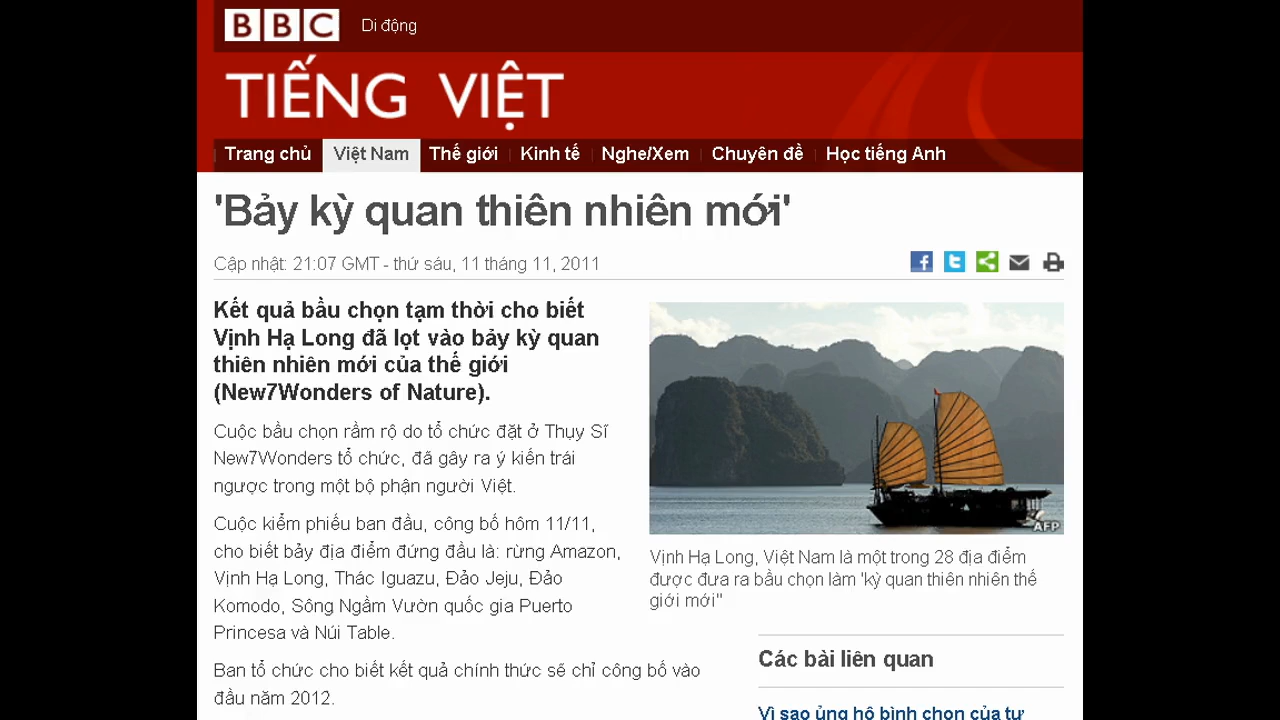 BBC Di động
TIẾNG VIỆT
Trang chủ Việt Nam Thế giới Kinh tế Nghe/Xem Chuyên đề Học tiếng Anh
'Bảy kỳ quan thiên nhiên mới'
Cập nhật: 21:07 GMT - thứ sáu, 11 tháng 11, 2011
Kết quả bầu chọn tạm thời cho biết
Vịnh Hạ Long đã lọt vào bảy kỳ quan
thiên nhiên mới của thế giới
(New7Wonders of Nature).
Cuộc bầu chọn rầm rộ do tổ chức đặt ở Thụy Sĩ
New7Wonders tổ chức, đã gây ra ý kiến trái
ngược trong một bộ phận người Việt.
Cuộc kiểm phiếu ban đầu, công bố hôm 11/11,
cho biết bảy địa điểm đứng đầu là: rừng Amazon,
Vịnh Hạ Long, Thác Iguazu, Đảo Jeju, Đảo
Komodo, Sông Ngầm Vườn quốc gia Puerto
Princesa và Núi Table.
Ban tổ chức cho biết kết quả chính thức sẽ chỉ công bố vào
đầu năm 2012.
AFP
Vịnh Hạ Long, Việt Nam là một trong 28 địa điểm
được đưa ra bầu chọn làm 'kỳ quan thiên nhiên thế
giới mới"
Các bài liên quan
Vì sao ủng hộ bình chọn của tư